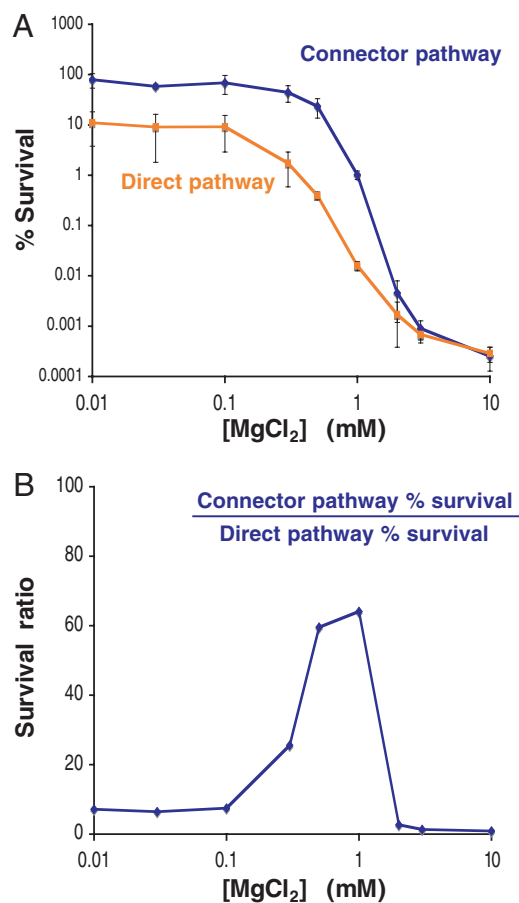 A
1000
100
10
1
0.1
0.01
0.001
0.0001
% Survival
Connector pathway
Direct pathway
0.01 0.1 1 10
[MgCl₂] (mM)
B
100
80
60
40
20
0
Survival ratio
Connector pathway % survival
Direct pathway % survival
0.01 0.1 1 10
[MgCl₂] (mM)